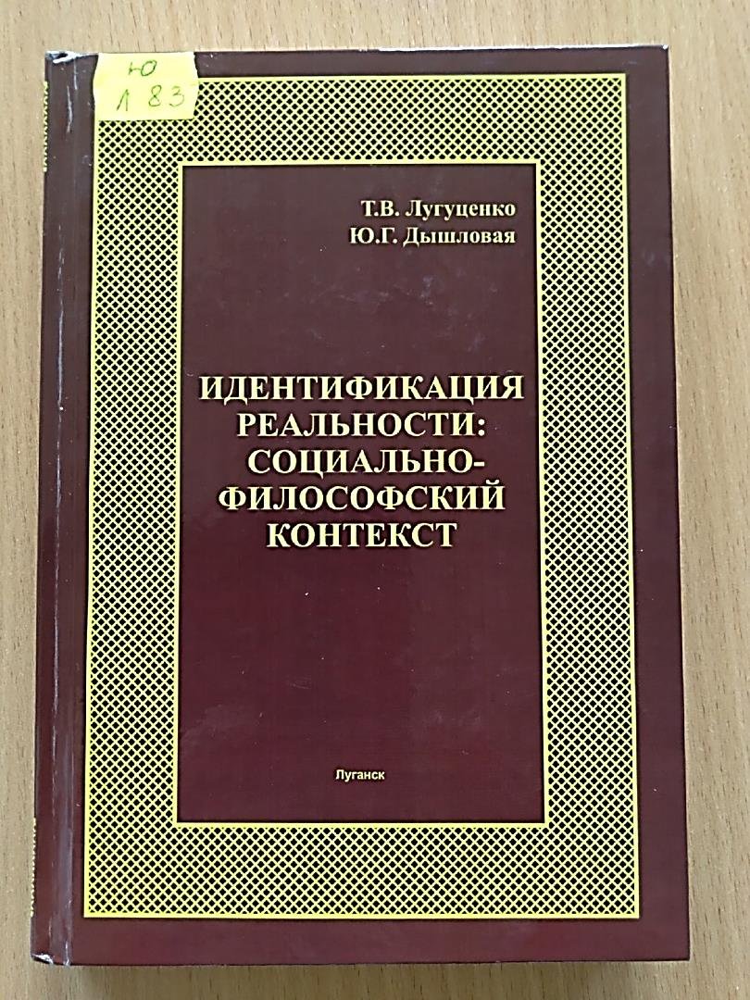 Ю
Л 83
Т.В. Лугуценко
Ю.Г. Дышловая
ИДЕНТИФИКАЦИЯ
РЕАЛЬНОСТИ:
СОЦИАЛЬНО-
ФИЛОСОФСКИЙ
КОНТЕКСТ
Луганск